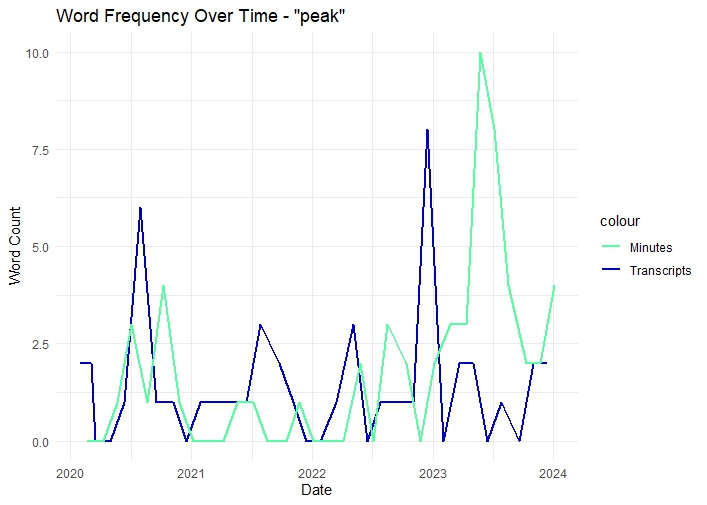 Word Frequency Over Time - "peak"
10.0
7.5
5.0
2.5
0.0
Word Count
2020 2021 2022 2023 2024
Date
colour
Minutes
Transcripts